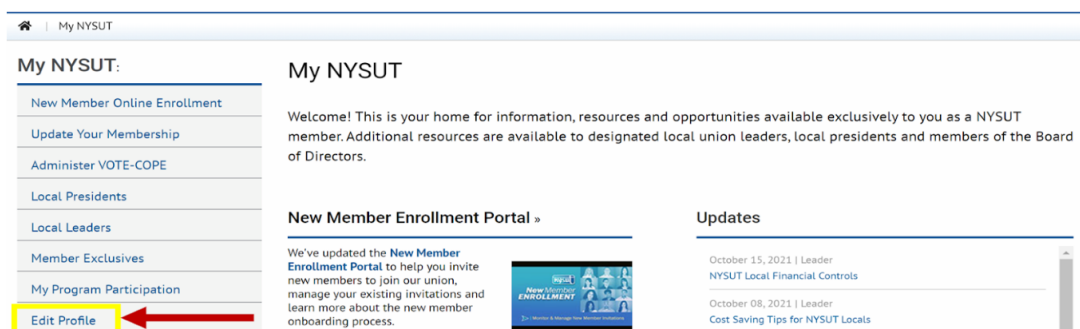 My NYSUT
My NYSUT:
New Member Online Enrollment
Update Your Membership
Administer VOTE-COPE
Local Presidents
Local Leaders
Member Exclusives
My Program Participation
Edit Profile
My NYSUT
Welcome! This is your home for information, resources and opportunities available exclusively to you as a NYSUT
member. Additional resources are available to designated local union leaders, local presidents and members of the Board
of Directors.
New Member Enrollment Portal »
We've updated the New Member
Enrollment Portal to help you invite
new members to join our union,
manage your existing invitations and
learn more about the new member
onboarding process.
nysut
New Member
ENROLLMENT
Monitor & Manage New Member Invitations
Updates
October 15, 2021 | Leader
NYSUT Local Financial Controls
October 08, 2021 | Leader
Cost Saving Tips for NYSUT Locals